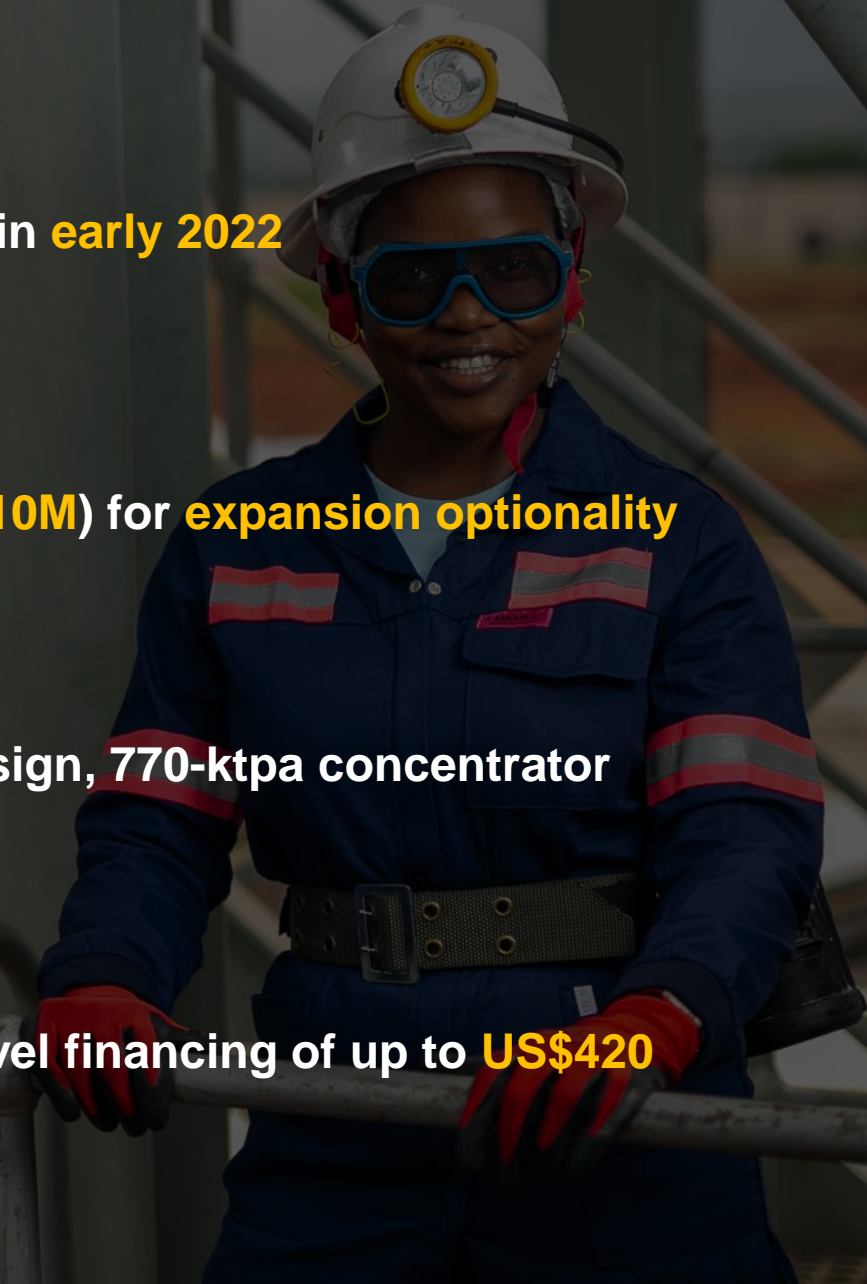 in early 2022
10M) for expansion optionality
sign, 770-ktpa concentrator
vel financing of up to US$420